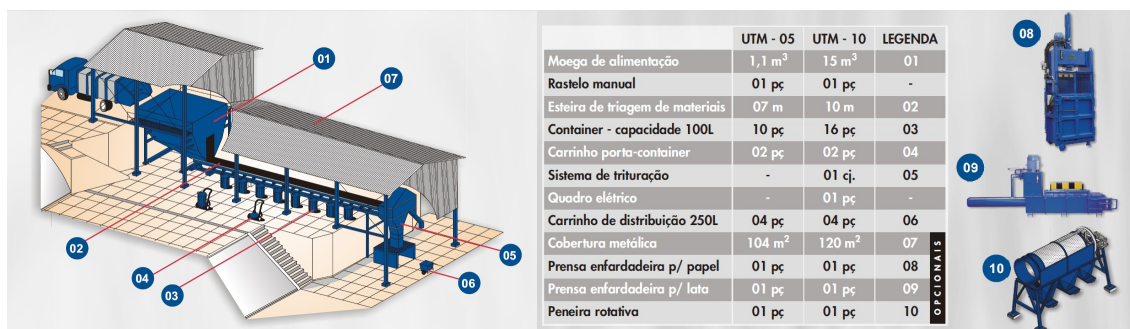 01
07
02
04
03
05
06
UTM - 05 UTM - 10 LEGENDA
Moega de alimentação 1,1 m³ 15 m³ 01
Rastelo manual 01 pç 01 pç -
Esteira de triagem de materiais 07 m 10 m 02
Container - capacidade 100L 10 pç 16 pç 03
Carrinho porta-container 02 pç 02 pç 04
Sistema de trituração - 01 cj. 05
Quadro elétrico - 01 pç -
Carrinho de distribuição 250L 04 pç 04 pç 06
Cobertura metálica 104 m² 120 m² 07
Prensa enfardadeira p/ papel 01 pç 01 pç 08
Prensa enfardadeira p/ lata 01 pç 01 pç 09
Peneira rotativa 01 pç 01 pç 10
OPCIONAIS
08
09
10